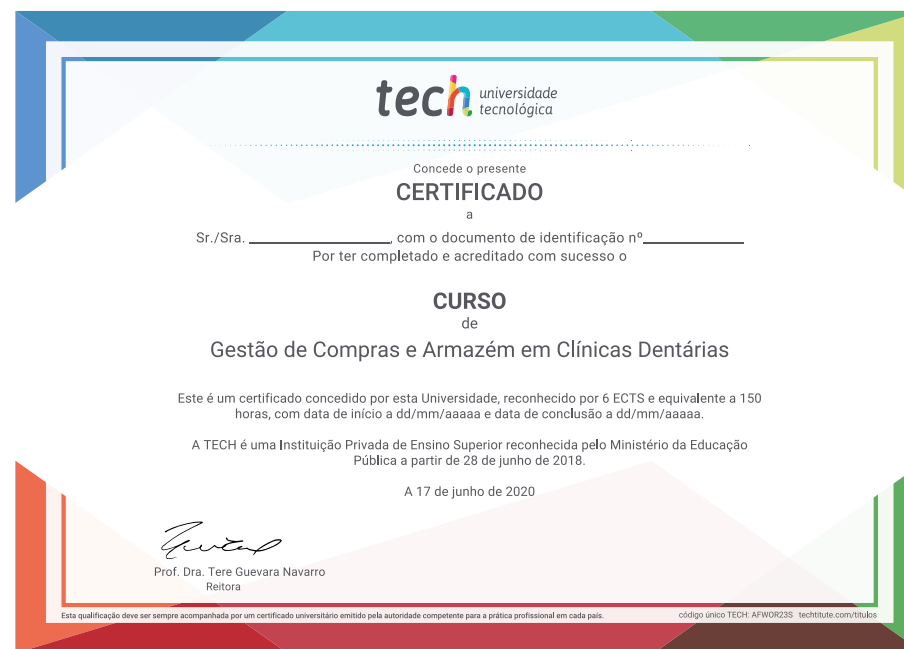 tech universidade
tecnológica
Concede o presente
CERTIFICADO
a
Sr./Sra. ____________________, com o documento de identificação nº______________
Por ter completado e acreditado com sucesso o
CURSO
de
Gestão de Compras e Armazém em Clínicas Dentárias
Este é um certificado concedido por esta Universidade, reconhecido por 6 ECTS e equivalente a 150
horas, com data de início a dd/mm/aaaaa e data de conclusão a dd/mm/aaaaa.
A TECH é uma Instituição Privada de Ensino Superior reconhecida pelo Ministério da Educação
Pública a partir de 28 de junho de 2018.
A 17 de junho de 2020
Prof. Dra. Tere Guevara Navarro
Reitora
Esta qualificação deve ser sempre acompanhada por um certificado universitário emitido pela autoridade competente para a prática profissional em cada país. código único TECH: AFWOR23S techtitute.com/titulos